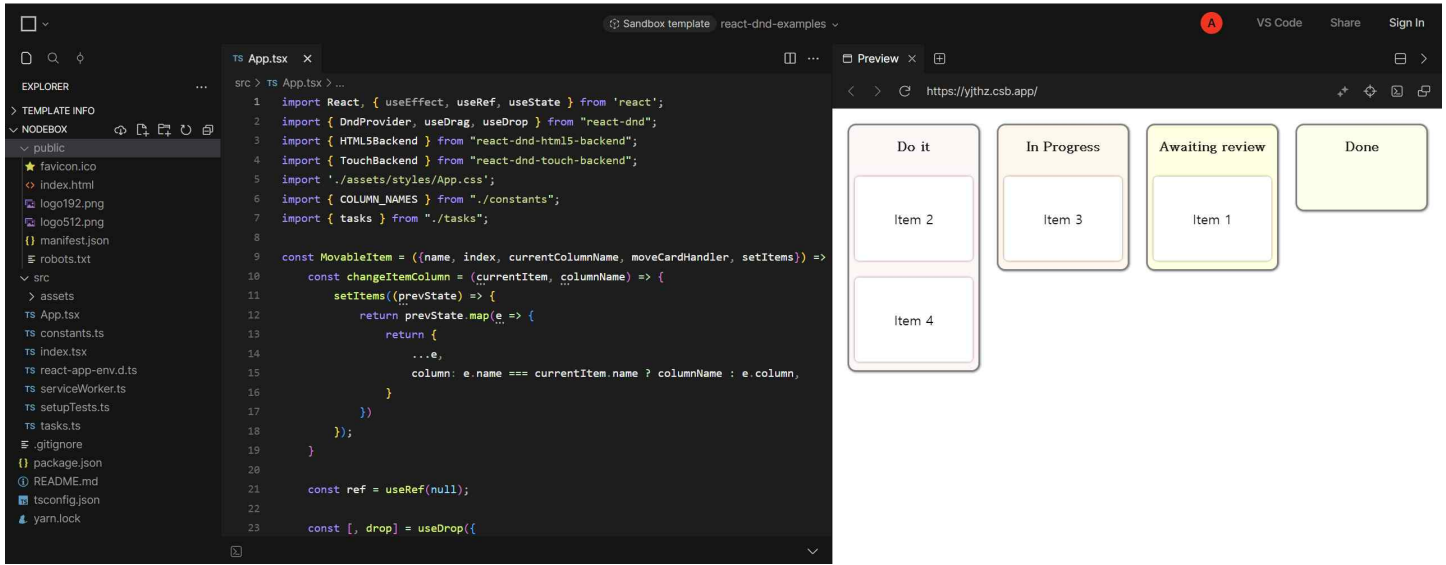 Sandbox template react-dnd-examples
A
VS Code
Share
Sign In
EXPLORER
TEMPLATE INFO
NODEBOX
public
favicon.ico
index.html
logo192.png
logo512.png
{} manifest.json
robots.txt
src
> assets
TS App.tsx
TS constants.ts
TS index.tsx
TS react-app-env.d.ts
TS serviceWorker.ts
TS setupTests.ts
TS tasks.ts
.gitignore
{} package.json
README.md
tsconfig.json
yarn.lock
TS App.tsx
src > TS App.tsx > ...
1 import React, { useEffect, useRef, useState } from 'react';
2 import { DndProvider, useDrag, useDrop } from "react-dnd";
3 import { HTML5Backend } from "react-dnd-html5-backend";
4 import { TouchBackend } from "react-dnd-touch-backend";
5 import './assets/styles/App.css';
6 import { COLUMN_NAMES } from "./constants";
7 import { tasks } from "./tasks";
8
9 const MovableItem = ({name, index, currentColumnName, moveCardHandler, setItems}) =>
10 const changeItemColumn = (currentItem, columnName) => {
11 setItems((prevState) => {
12 return prevState.map(e => {
13 return {
14 ...e,
15 column: e.name === currentItem.name ? columnName : e.column,
16 }
17 })
18 });
19 }
20
21 const ref = useRef(null);
22
23 const [, drop] = useDrop({
Preview
https://yjthz.csb.app/
Do it
Item 2
Item 4
In Progress
Item 3
Awaiting review
Item 1
Done